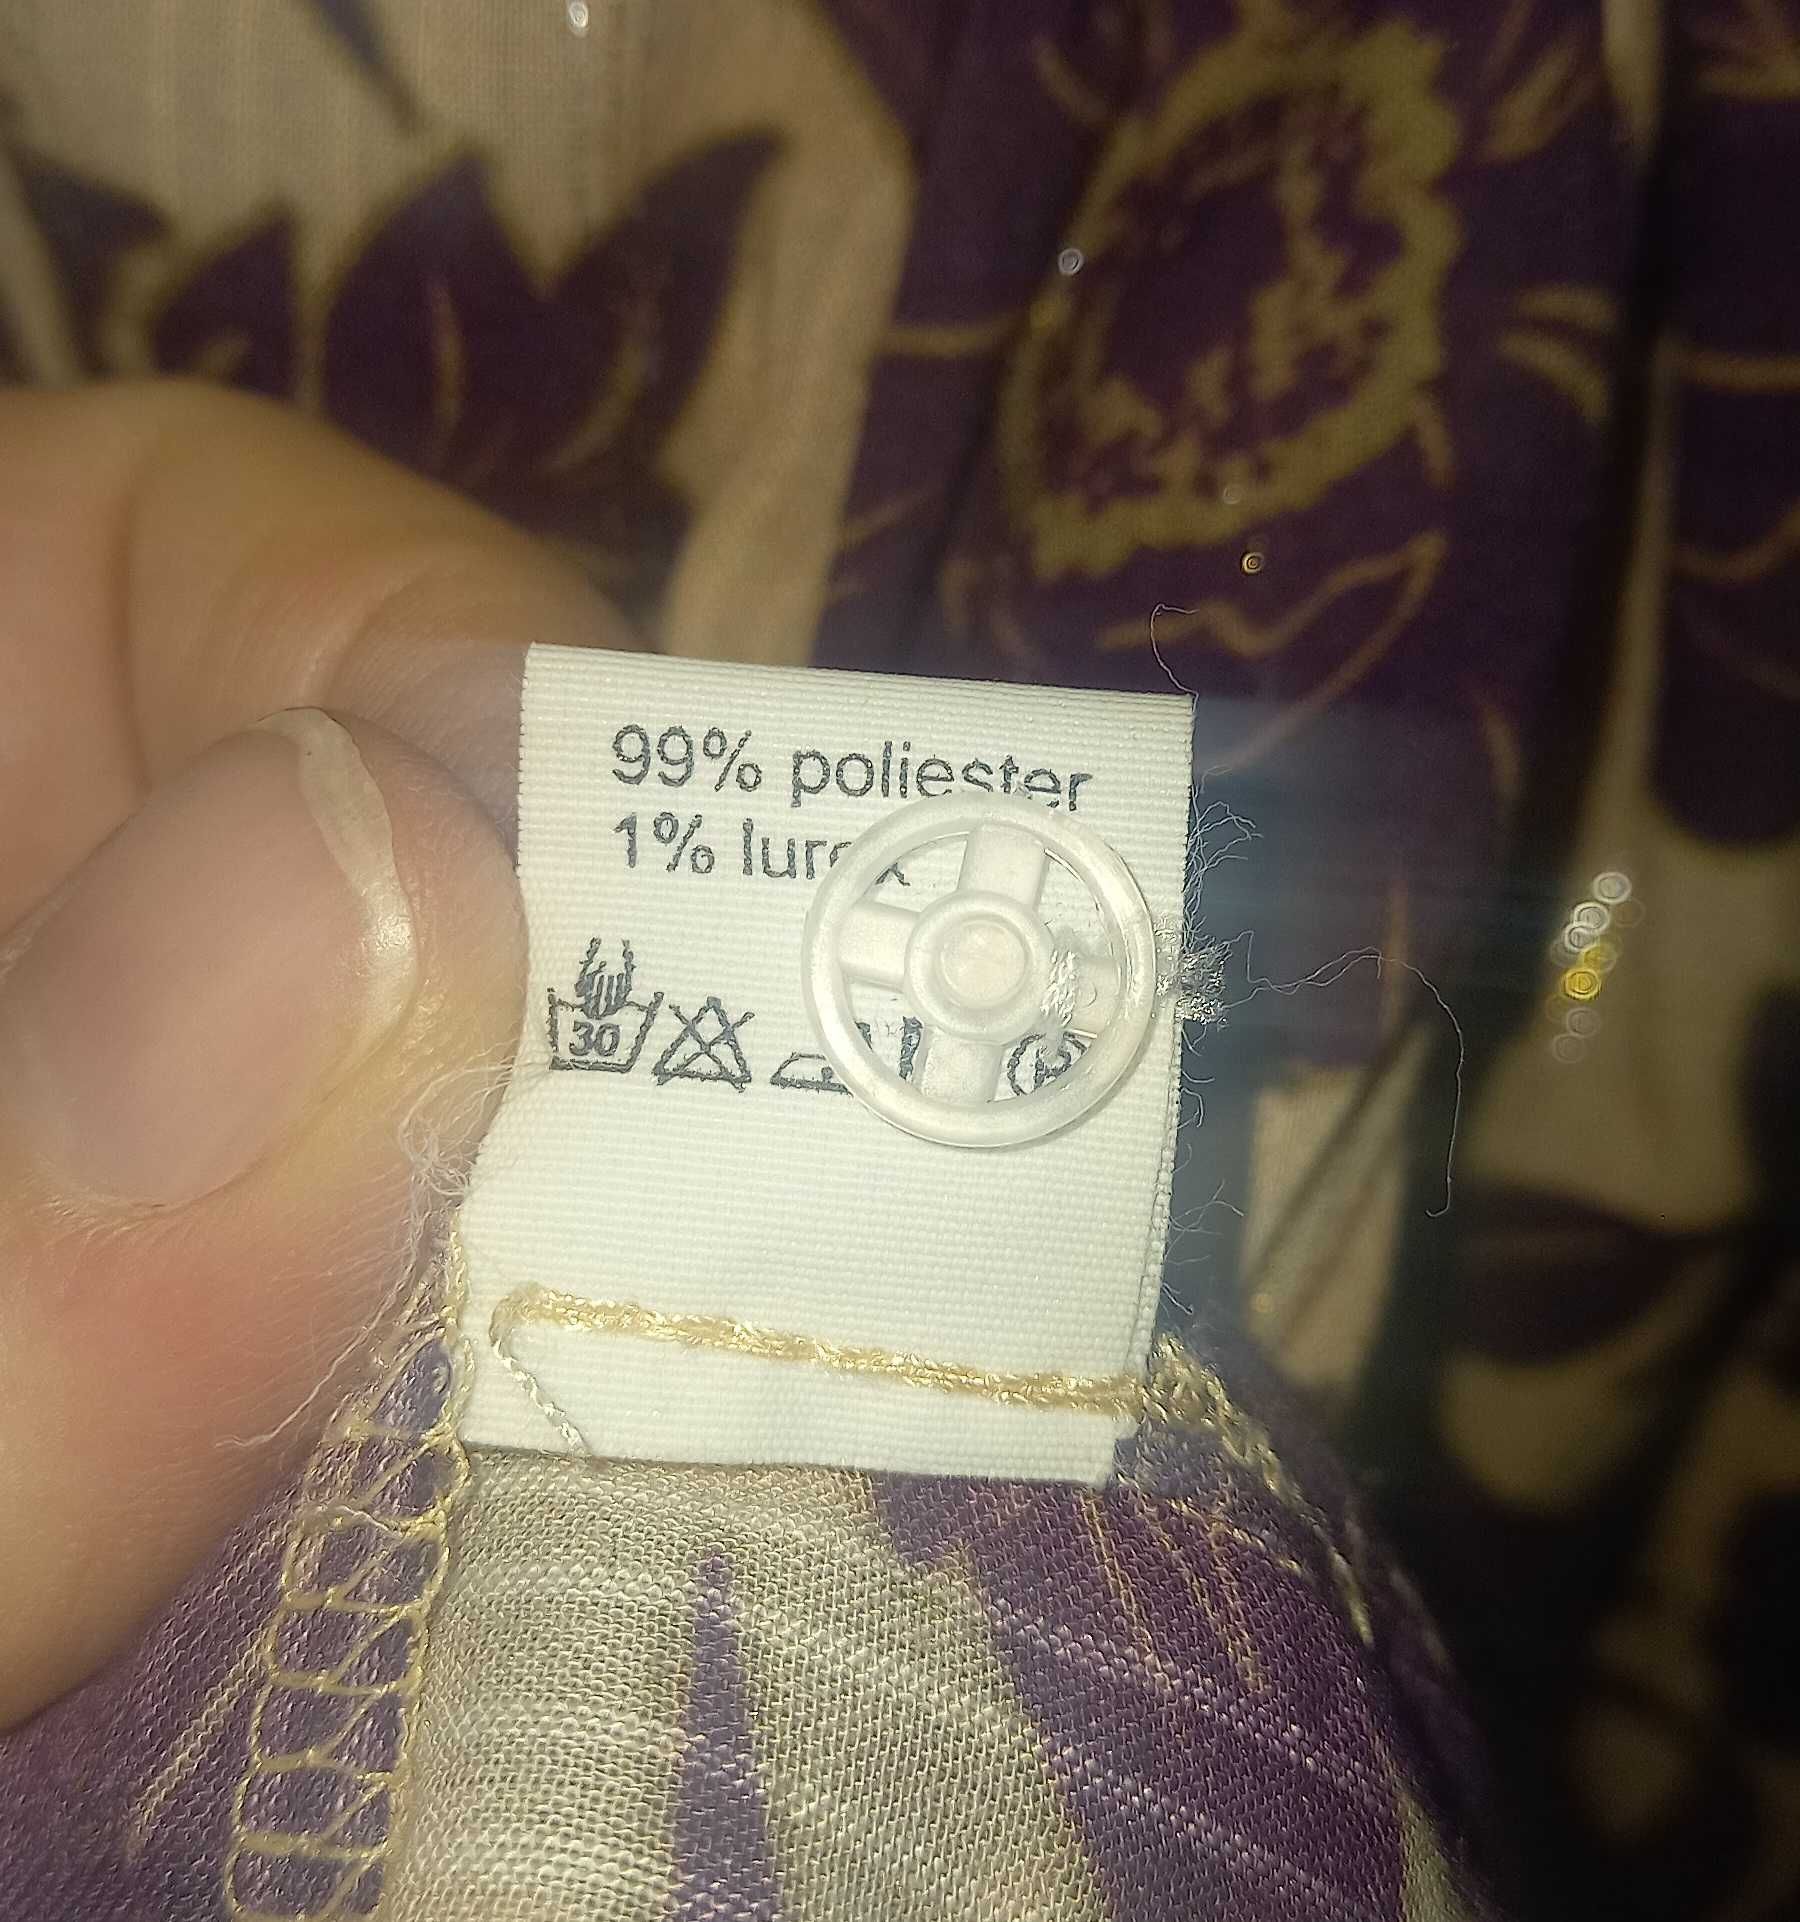 99% poliester
1% lurex
30